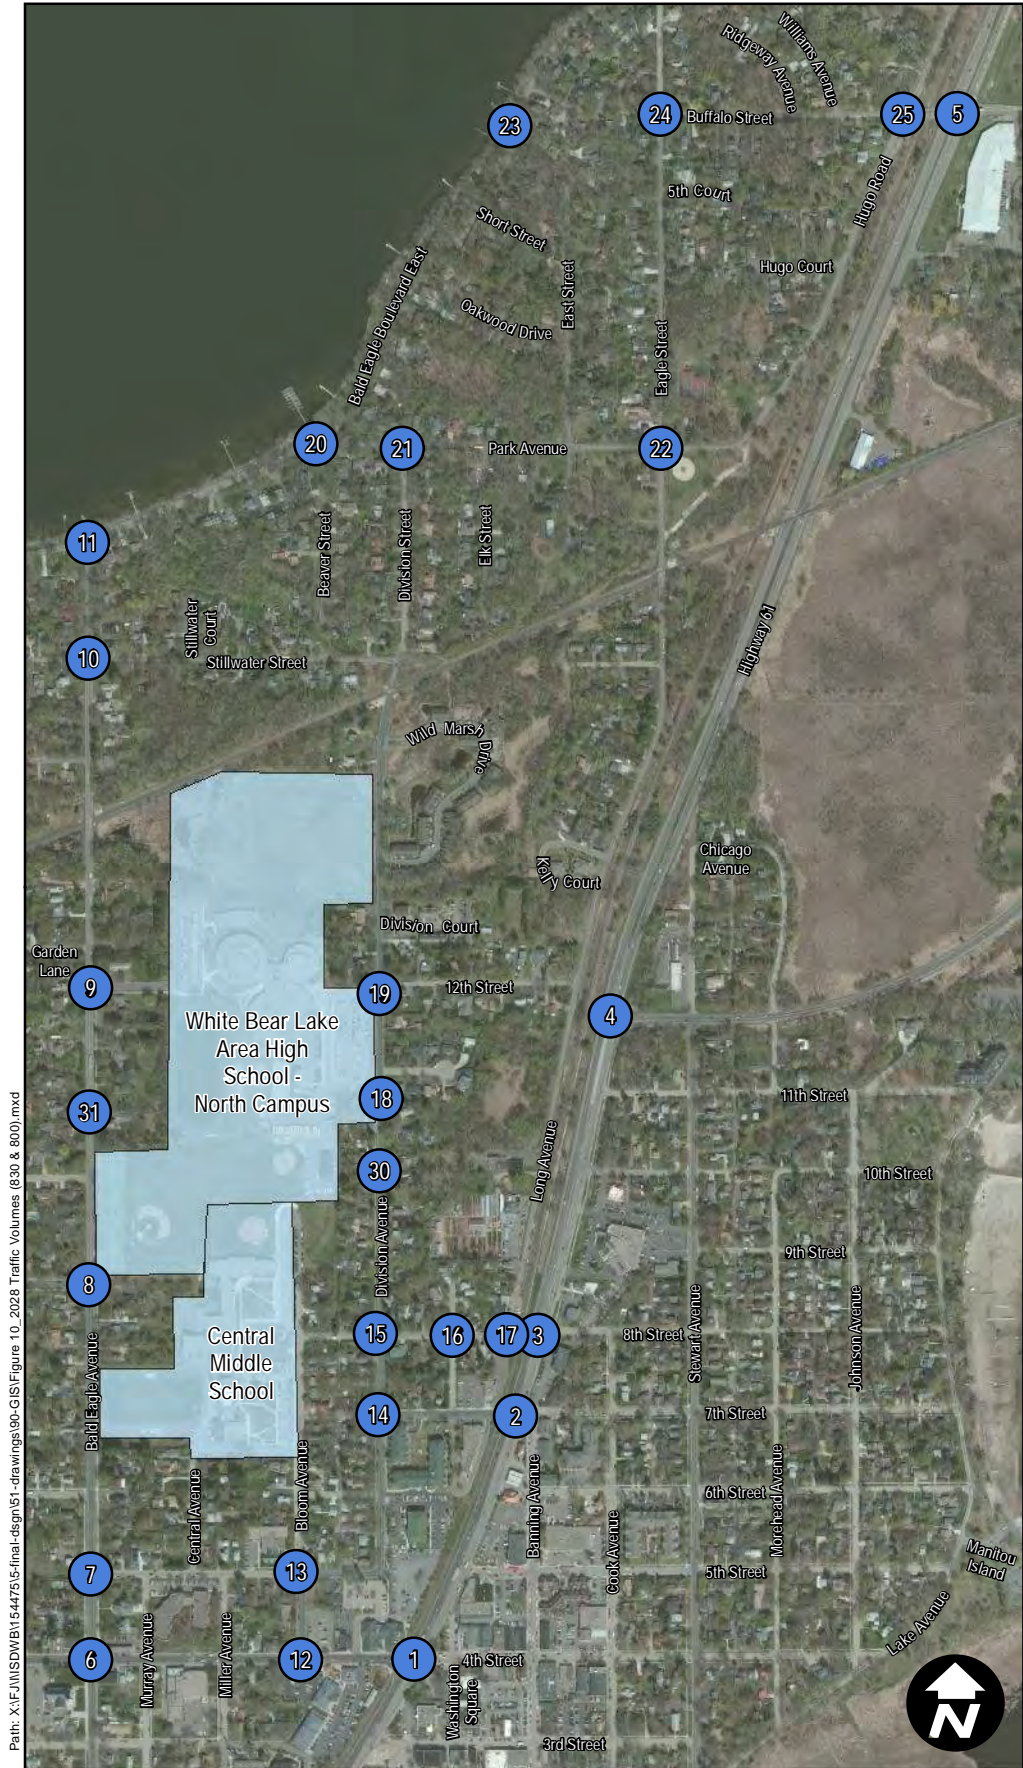 Williams Avenue
Ridgeway Avenue
23
24
Buffalo Street
25
5
5th Court
Hugo Road
Short Street
Hugo Court
Bald Eagle Boulevard East
East Street
Oakwood Drive
Eagle Street
20
21
Park Avenue
22
11
Beaver Street
Division Street
Elk Street
Stillwater
Court
10
Stillwater Street
Highway 61
Wild Marsh Drive
Chicago
Avenue
Kelly Court
Division Court
Garden
Lane
9
19
12th Street
4
White Bear Lake
Area High
School -
North Campus
31
18
11th Street
30
Long Avenue
10th Street
Division Avenue
9th Street
8
Stewart Avenue
Johnson Avenue
15
16
17
3
8th Street
Central
Middle
School
Bald Eagle Avenue
14
2
7th Street
Central Avenue
Bloom Avenue
Banning Avenue
6th Street
Morehead Avenue
Cook Avenue
7
13
5th Street
Manitou
Island
Murray Avenue
Miller Avenue
Lake Avenue
6
12
1
4th Street
Washington
Square
3rd Street
N
Path: X:\FJ\I\ISDWB\154475\5-final-dsgn\51-drawings\90-GIS\Figure 10_2028 Traffic Volumes (830 & 800).mxd